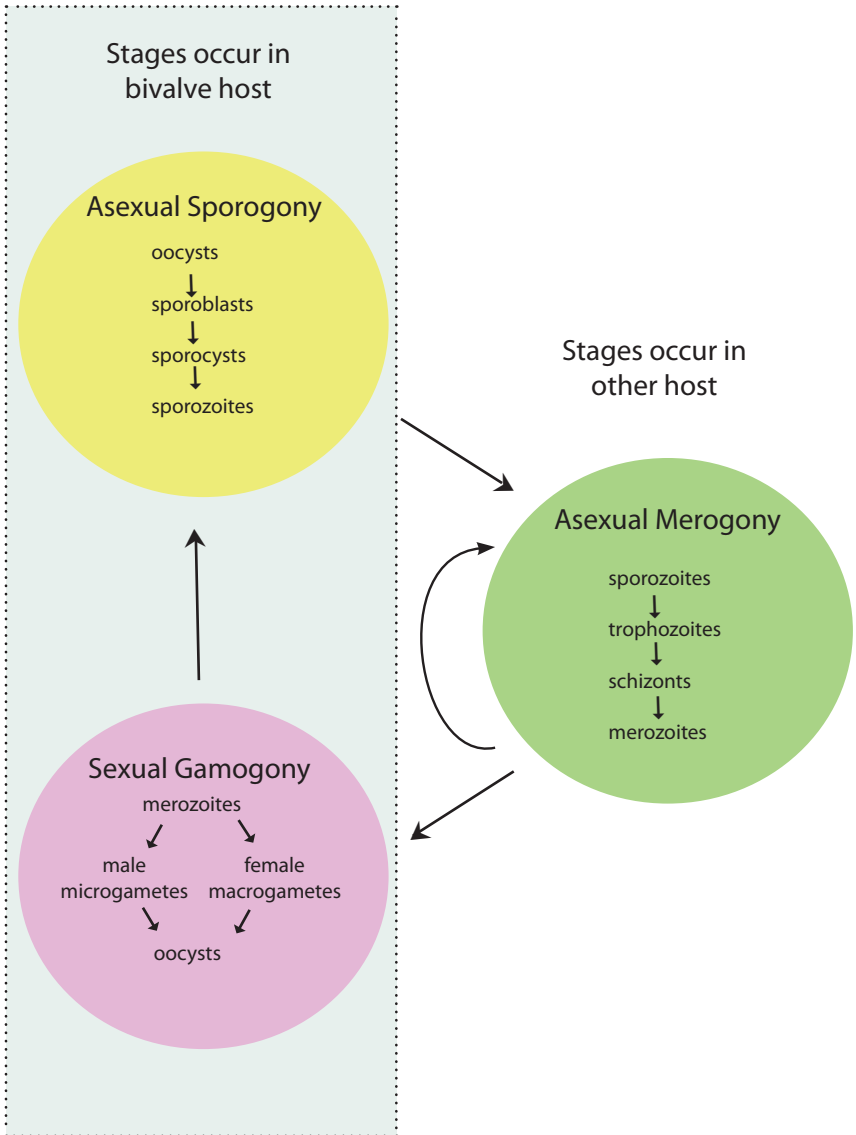 Stages occur in
bivalve host
Asexual Sporogony
oocysts
sporoblasts
sporocysts
sporozoites
Stages occur in
other host
Asexual Merogony
sporozoites
trophozoites
schizonts
merozoites
Sexual Gamogony
merozoites
male
microgametes
female
macrogametes
oocysts